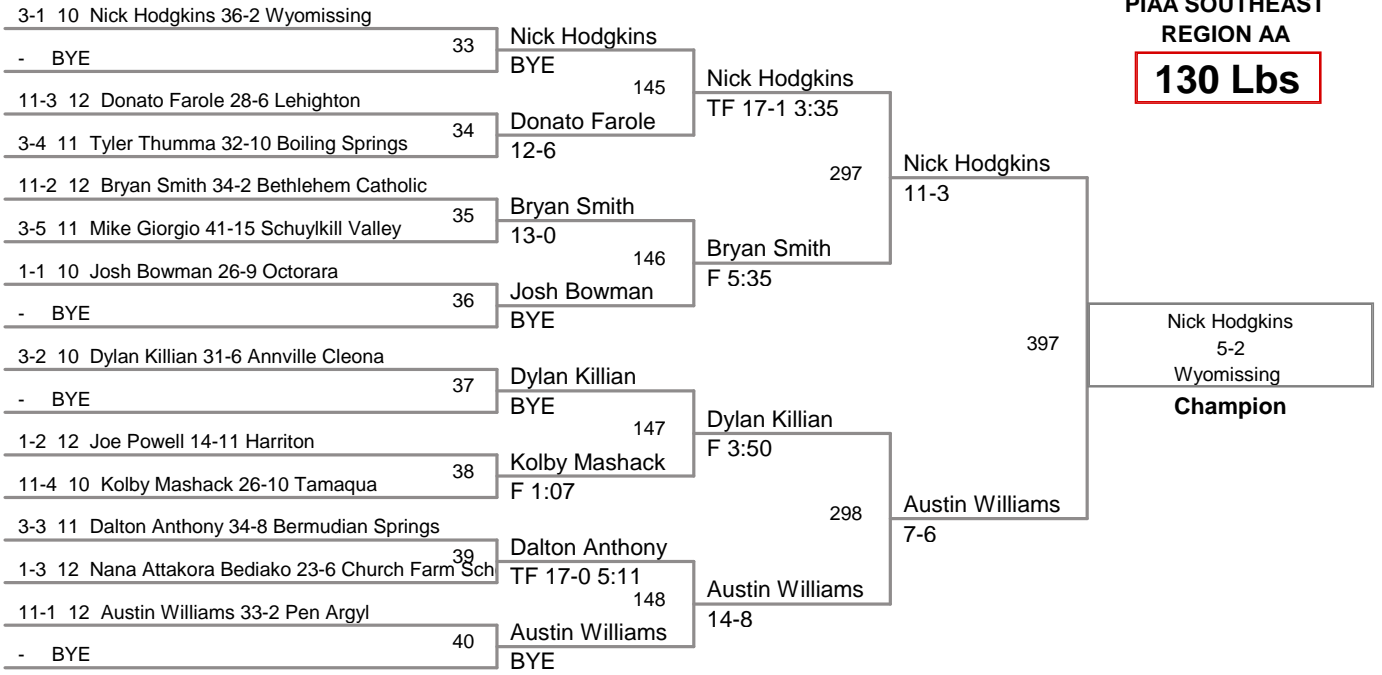 PIAA SOUTHEAST
REGION AA
130 Lbs
3-1 10 Nick Hodgkins 36-2 Wyomissing
- BYE
33
11-3 12 Donato Farole 28-6 Lehighton
3-4 11 Tyler Thumma 32-10 Boiling Springs
34
11-2 12 Bryan Smith 34-2 Bethlehem Catholic
3-5 11 Mike Giorgio 41-15 Schuylkill Valley
35
1-1 10 Josh Bowman 26-9 Octorara
- BYE
36
3-2 10 Dylan Killian 31-6 Annville Cleona
- BYE
37
1-2 12 Joe Powell 14-11 Harriton
11-4 10 Kolby Mashack 26-10 Tamaqua
38
3-3 11 Dalton Anthony 34-8 Bermudian Springs
1-3 12 Nana Attakora Bediako 23-6 Church Farm Sch
39
11-1 12 Austin Williams 33-2 Pen Argyl
- BYE
40
Nick Hodgkins
BYE
145
Donato Farole
12-6
Bryan Smith
13-0
146
Josh Bowman
BYE
Dylan Killian
BYE
147
Kolby Mashack
F 1:07
Dalton Anthony
TF 17-0 5:11
148
Austin Williams
BYE
Nick Hodgkins
TF 17-1 3:35
297
Bryan Smith
F 5:35
Dylan Killian
F 3:50
298
Austin Williams
14-8
Nick Hodgkins
11-3
397
Austin Williams
7-6
Nick Hodgkins
5-2
Wyomissing
Champion